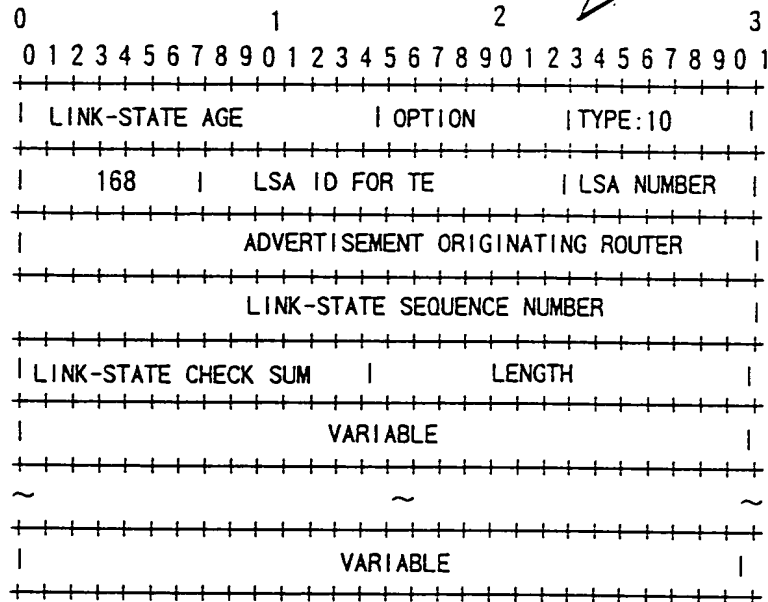 0 1 2 3
0 1 2 3 4 5 6 7 8 9 0 1 2 3 4 5 6 7 8 9 0 1 2 3 4 5 6 7 8 9 0 1
+-+-+-+-+-+-+-+-+-+-+-+-+-+-+-+-+-+-+-+-+-+-+-+-+-+-+-+-+-+-+-+-+
| LINK-STATE AGE | OPTION | TYPE:10 |
+-+-+-+-+-+-+-+-+-+-+-+-+-+-+-+-+-+-+-+-+-+-+-+-+-+-+-+-+-+-+-+-+
| 168 | LSA ID FOR TE | LSA NUMBER |
+-+-+-+-+-+-+-+-+-+-+-+-+-+-+-+-+-+-+-+-+-+-+-+-+-+-+-+-+-+-+-+-+
| ADVERTISEMENT ORIGINATING ROUTER |
+-+-+-+-+-+-+-+-+-+-+-+-+-+-+-+-+-+-+-+-+-+-+-+-+-+-+-+-+-+-+-+-+
| LINK-STATE SEQUENCE NUMBER |
+-+-+-+-+-+-+-+-+-+-+-+-+-+-+-+-+-+-+-+-+-+-+-+-+-+-+-+-+-+-+-+-+
| LINK-STATE CHECK SUM | LENGTH |
+-+-+-+-+-+-+-+-+-+-+-+-+-+-+-+-+-+-+-+-+-+-+-+-+-+-+-+-+-+-+-+-+
| VARIABLE |
+-+-+-+-+-+-+-+-+-+-+-+-+-+-+-+-+-+-+-+-+-+-+-+-+-+-+-+-+-+-+-+-+
~ ~ ~
+-+-+-+-+-+-+-+-+-+-+-+-+-+-+-+-+-+-+-+-+-+-+-+-+-+-+-+-+-+-+-+-+
| VARIABLE |
+-+-+-+-+-+-+-+-+-+-+-+-+-+-+-+-+-+-+-+-+-+-+-+-+-+-+-+-+-+-+-+-+